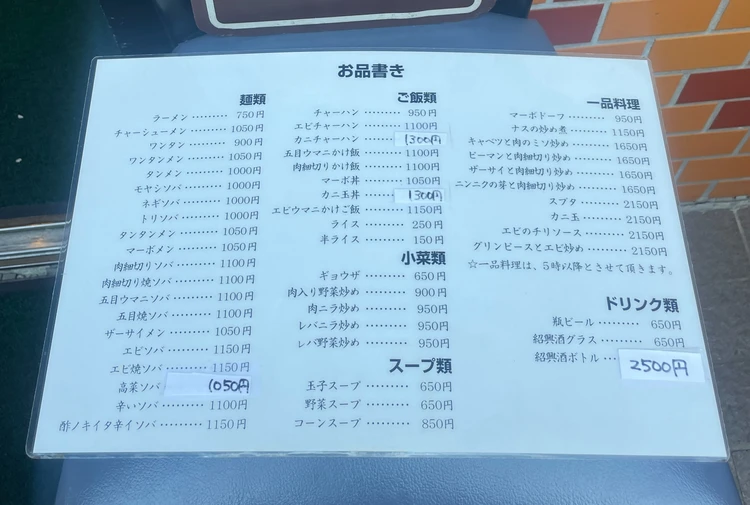 お品書き
麺類
ラーメン ……… 750円
チャーシューメン ……… 1050円
ワンタン ……… 900円
ワンタンメン ……… 1050円
タンメン ……… 1000円
モヤシソバ ……… 1000円
ネギソバ ……… 1000円
トリソバ ……… 1000円
タンタンメン ……… 1050円
マーボメン ……… 1050円
肉細切りソバ ……… 1100円
肉細切り焼ソバ ……… 1100円
五目ウマニソバ ……… 1100円
五目焼ソバ ……… 1100円
ザーサイメン ……… 1050円
エビソバ ……… 1150円
エビ焼ソバ ……… 1150円
高菜ソバ 1050円
辛いソバ ……… 1100円
酢ノキイタ辛イソバ ……… 1150円
ご飯類
チャーハン ……… 950円
エビチャーハン ……… 1100円
カニチャーハン ……… 1300円
五目ウマニかけ飯 ……… 1100円
肉細切りかけ飯 ……… 1100円
マーボ丼 ……… 1050円
カニ玉丼 ……… 1300円
エビウマニかけご飯 ……… 1150円
ライス ……… 250円
半ライス ……… 150円
小菜類
ギョウザ ……… 650円
肉入り野菜炒め ……… 900円
肉ニラ炒め ……… 950円
レバニラ炒め ……… 950円
レバ野菜炒め ……… 950円
スープ類
玉子スープ ……… 650円
野菜スープ ……… 650円
コーンスープ ……… 850円
一品料理
マーボドーフ ……… 950円
ナスの炒め煮 ……… 1150円
キャベツと肉のミソ炒め ……… 1650円
ピーマンと肉細切り炒め ……… 1650円
ザーサイと肉細切り炒め ……… 1650円
ニンニクの芽と肉細切り炒め ……… 1650円
スブタ ……… 2150円
カニ玉 ……… 2150円
エビのチリソース ……… 2150円
グリンピースとエビ炒め ……… 2150円
☆一品料理は、5時以降とさせて頂きます。
ドリンク類
瓶ビール ……… 650円
紹興酒グラス ……… 650円
紹興酒ボトル … 2500円